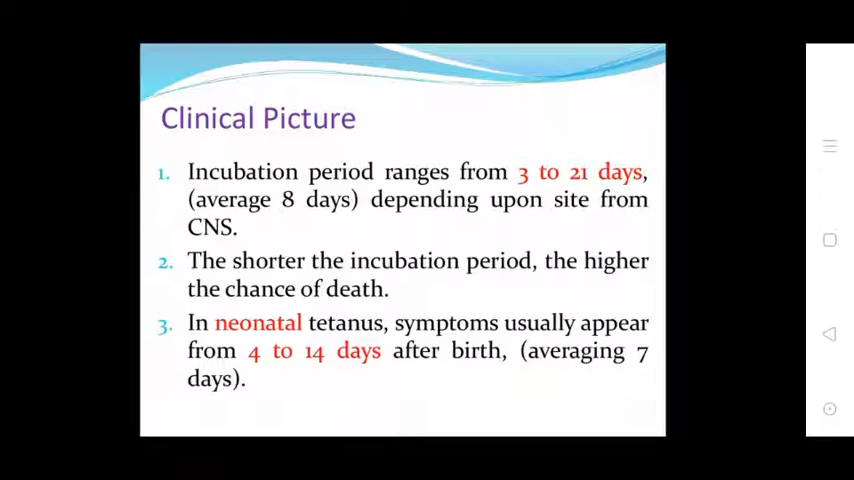 Clinical Picture
1. Incubation period ranges from 3 to 21 days,
(average 8 days) depending upon site from
CNS.
2. The shorter the incubation period, the higher
the chance of death.
3. In neonatal tetanus, symptoms usually appear
from 4 to 14 days after birth, (averaging 7
days).